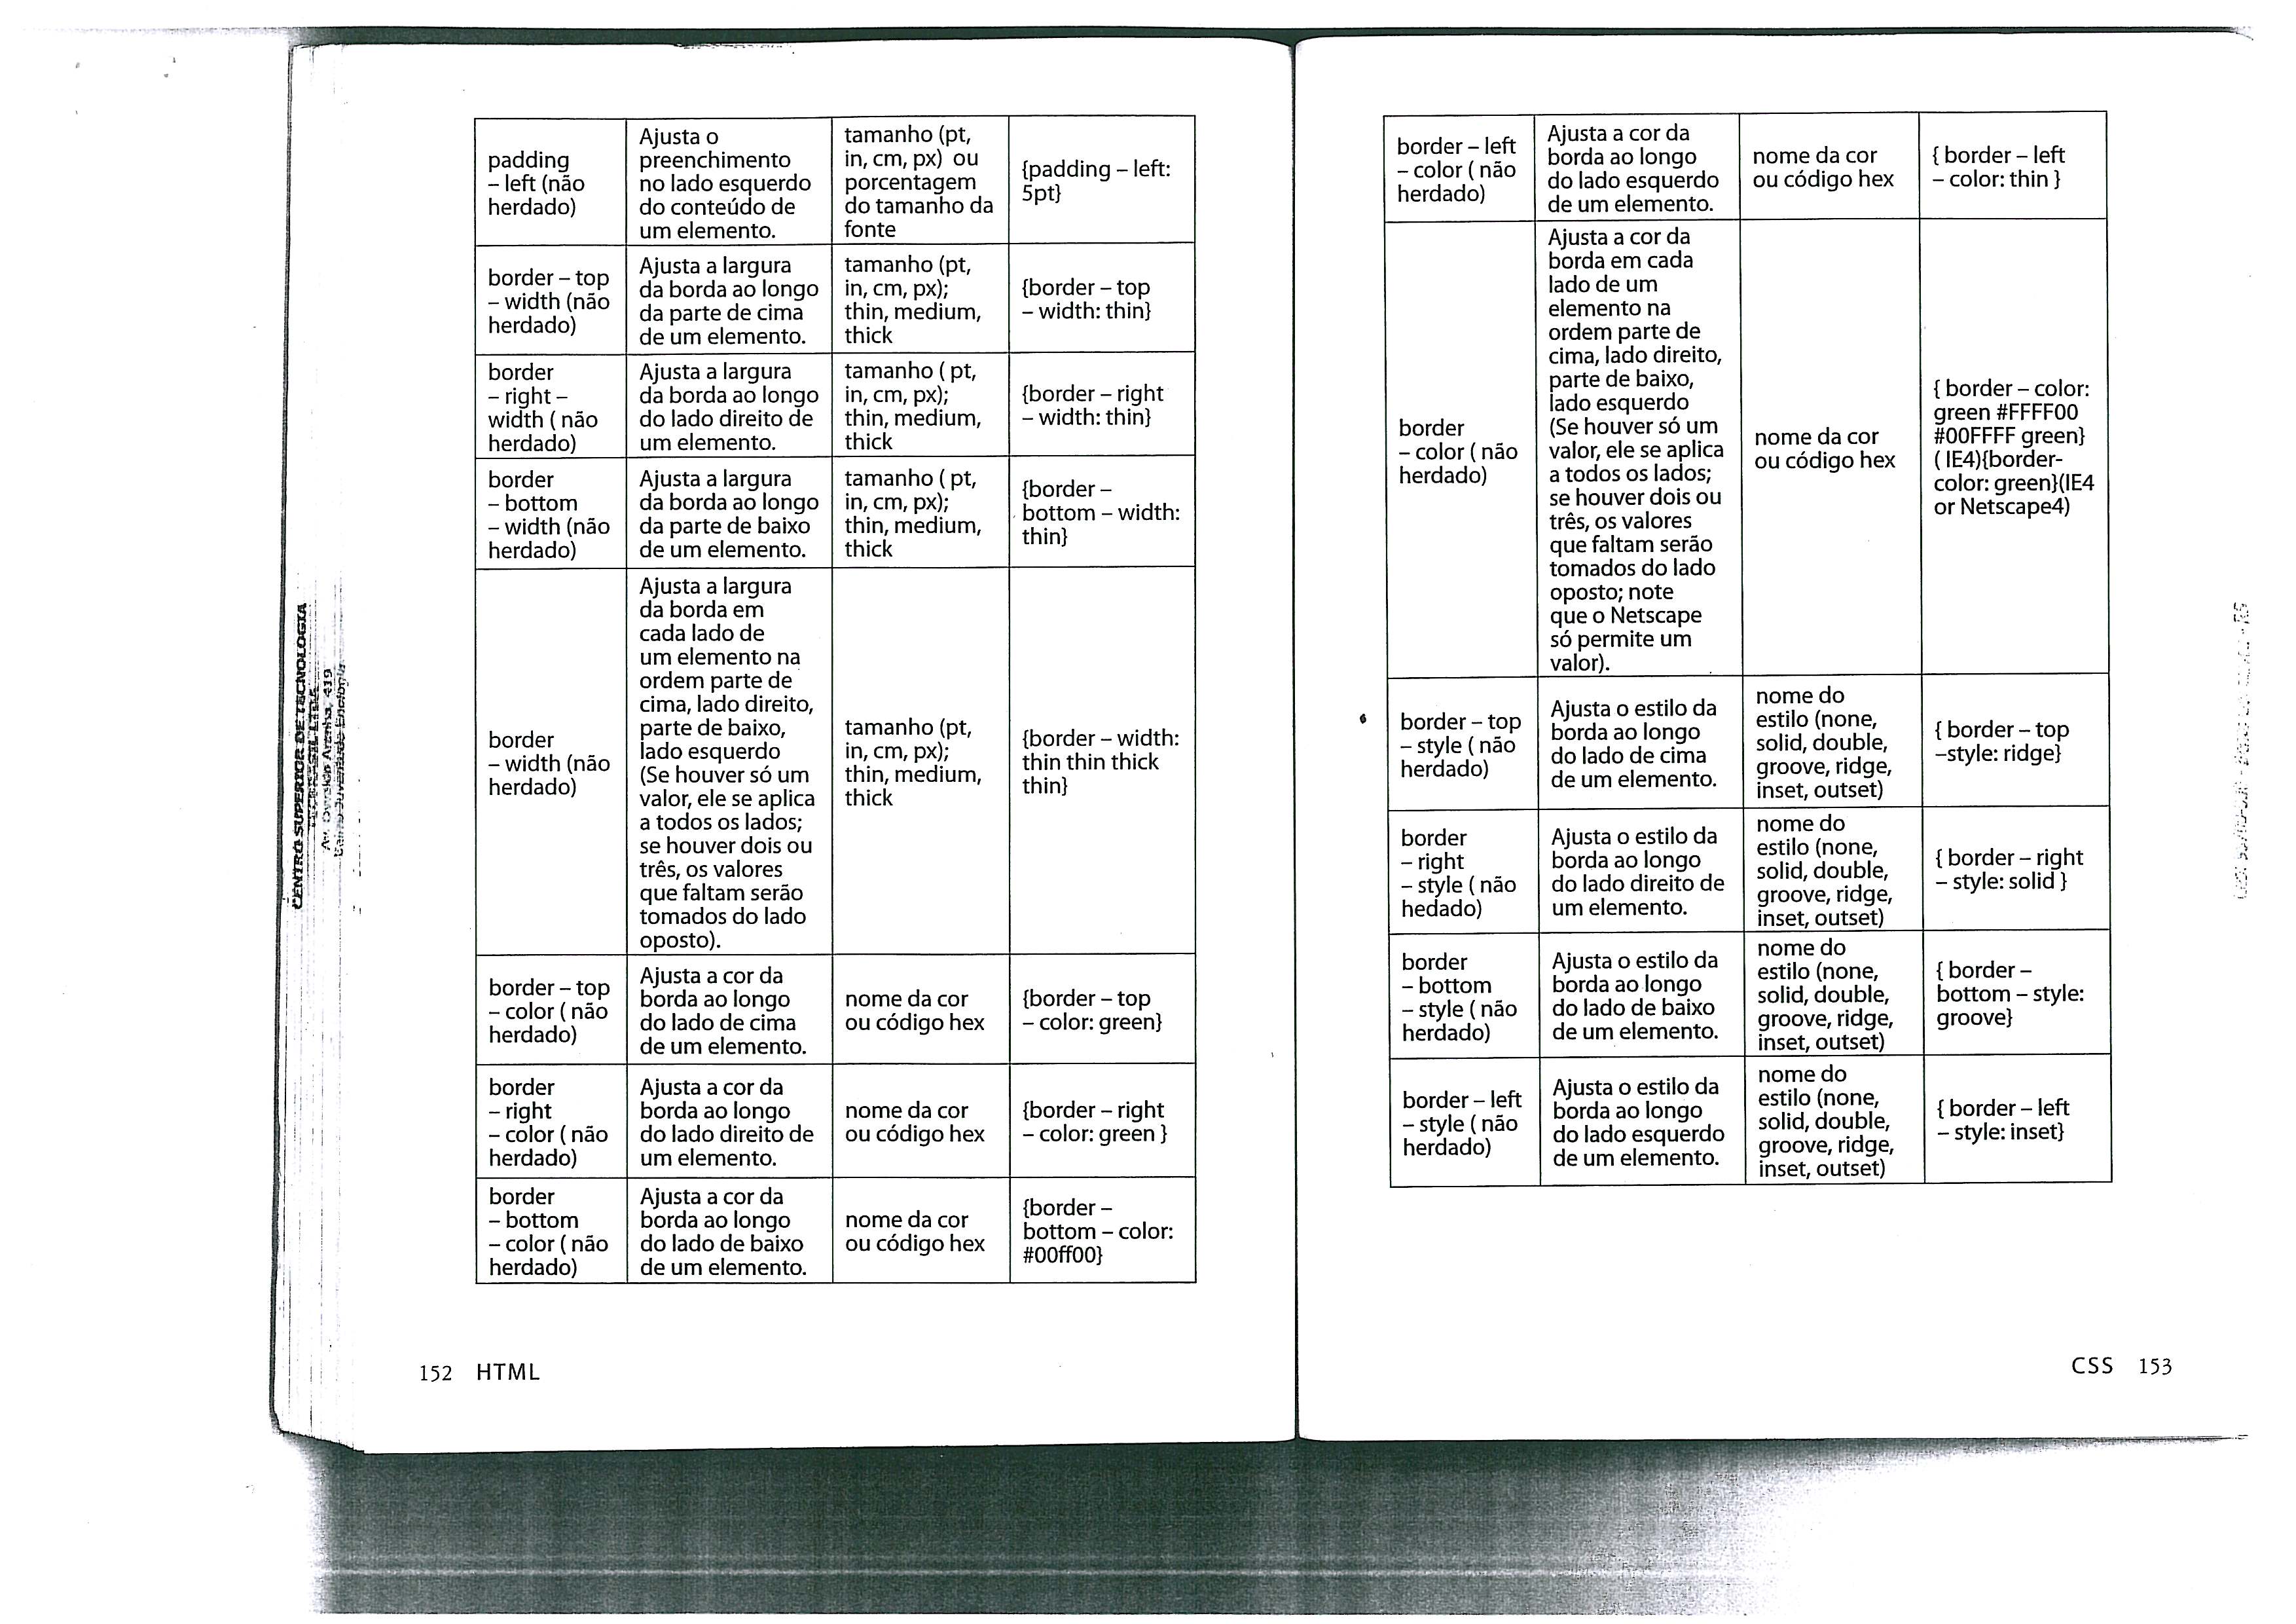 padding
– left (não
herdado)
Ajusta o
preenchimento
no lado esquerdo
do conteúdo de
um elemento.
tamanho (pt,
in, cm, px) ou
porcentagem
do tamanho da
fonte
{padding – left:
5pt}
border – top
– width (não
herdado)
Ajusta a largura
da borda ao longo
da parte de cima
de um elemento.
tamanho (pt,
in, cm, px);
thin, medium,
thick
{border – top
– width: thin}
border
– right –
width ( não
herdado)
Ajusta a largura
da borda ao longo
do lado direito de
um elemento.
tamanho ( pt,
in, cm, px);
thin, medium,
thick
{border – right
– width: thin}
border
– bottom
– width (não
herdado)
Ajusta a largura
da borda ao longo
da parte de baixo
de um elemento.
tamanho ( pt,
in, cm, px);
thin, medium,
thick
{border –
bottom – width:
thin}
border
– width (não
herdado)
Ajusta a largura
da borda em
cada lado de
um elemento na
ordem parte de
cima, lado direito,
parte de baixo,
lado esquerdo
(Se houver só um
valor, ele se aplica
a todos os lados;
se houver dois ou
três, os valores
que faltam serão
tomados do lado
oposto).
tamanho (pt,
in, cm, px);
thin, medium,
thick
{border – width:
thin thin thick
thin}
border – top
– color ( não
herdado)
Ajusta a cor da
borda ao longo
do lado de cima
de um elemento.
nome da cor
ou código hex
{border – top
– color: green}
border
– right
– color ( não
herdado)
Ajusta a cor da
borda ao longo
do lado direito de
um elemento.
nome da cor
ou código hex
{border – right
– color: green }
border
– bottom
– color ( não
herdado)
Ajusta a cor da
borda ao longo
do lado de baixo
de um elemento.
nome da cor
ou código hex
{border –
bottom – color:
#00ff00}
152 HTML
CENTRO SUPERIOR DE TECNOLOGIA
border – left
– color ( não
herdado)
Ajusta a cor da
borda ao longo
do lado esquerdo
de um elemento.
nome da cor
ou código hex
{ border – left
– color: thin }
border
– color ( não
herdado)
Ajusta a cor da
borda em cada
lado de um
elemento na
ordem parte de
cima, lado direito,
parte de baixo,
lado esquerdo
(Se houver só um
valor, ele se aplica
a todos os lados;
se houver dois ou
três, os valores
que faltam serão
tomados do lado
oposto; note
que o Netscape
só permite um
valor).
nome da cor
ou código hex
{ border – color:
green #FFFF00
#00FFFF green}
( IE4){border-
color: green}(IE4
or Netscape4)
border – top
– style ( não
herdado)
Ajusta o estilo da
borda ao longo
do lado de cima
de um elemento.
nome do
estilo (none,
solid, double,
groove, ridge,
inset, outset)
{ border – top
–style: ridge}
border
– right
– style ( não
hedado)
Ajusta o estilo da
borda ao longo
do lado direito de
um elemento.
nome do
estilo (none,
solid, double,
groove, ridge,
inset, outset)
{ border – right
– style: solid }
border
– bottom
– style ( não
herdado)
Ajusta o estilo da
borda ao longo
do lado de baixo
de um elemento.
nome do
estilo (none,
solid, double,
groove, ridge,
inset, outset)
{ border –
bottom – style:
groove}
border – left
– style ( não
herdado)
Ajusta o estilo da
borda ao longo
do lado esquerdo
de um elemento.
nome do
estilo (none,
solid, double,
groove, ridge,
inset, outset)
{ border – left
– style: inset}
CSS 153